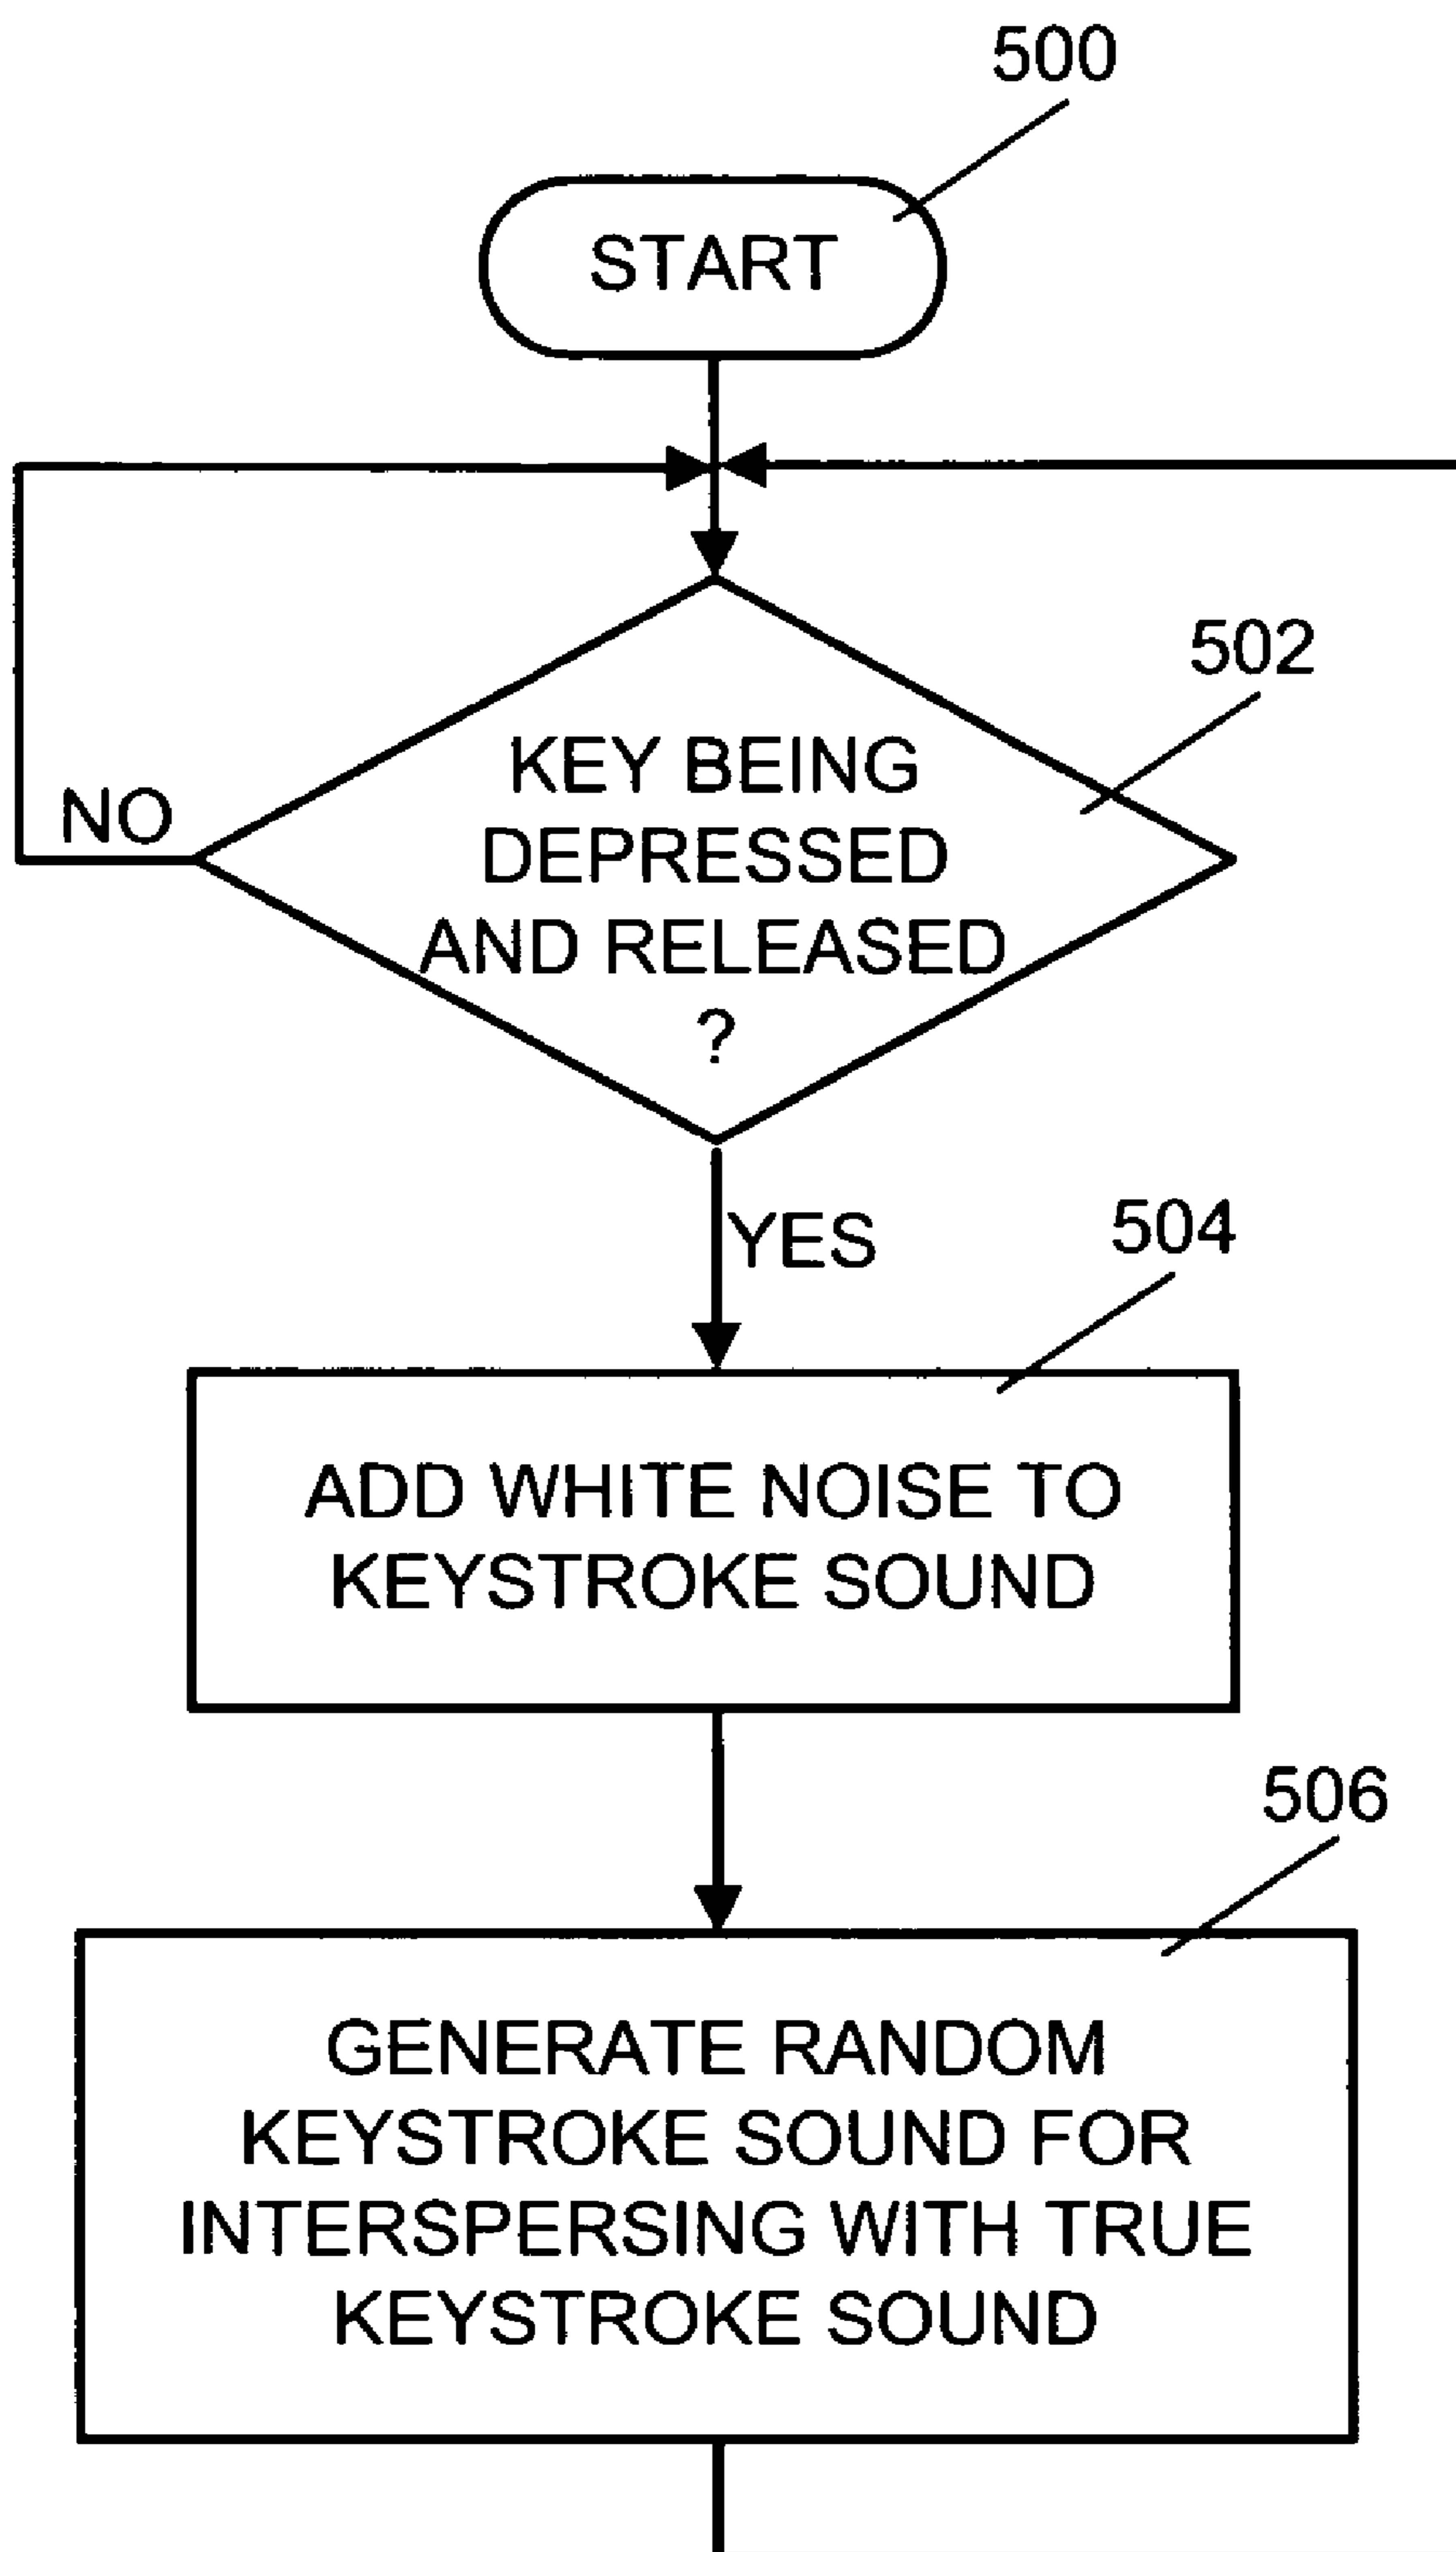 500
START
502
KEY BEING
DEPRESSED
AND RELEASED
?
NO
YES
504
ADD WHITE NOISE TO
KEYSTROKE SOUND
506
GENERATE RANDOM
KEYSTROKE SOUND FOR
INTERSPERSING WITH TRUE
KEYSTROKE SOUND